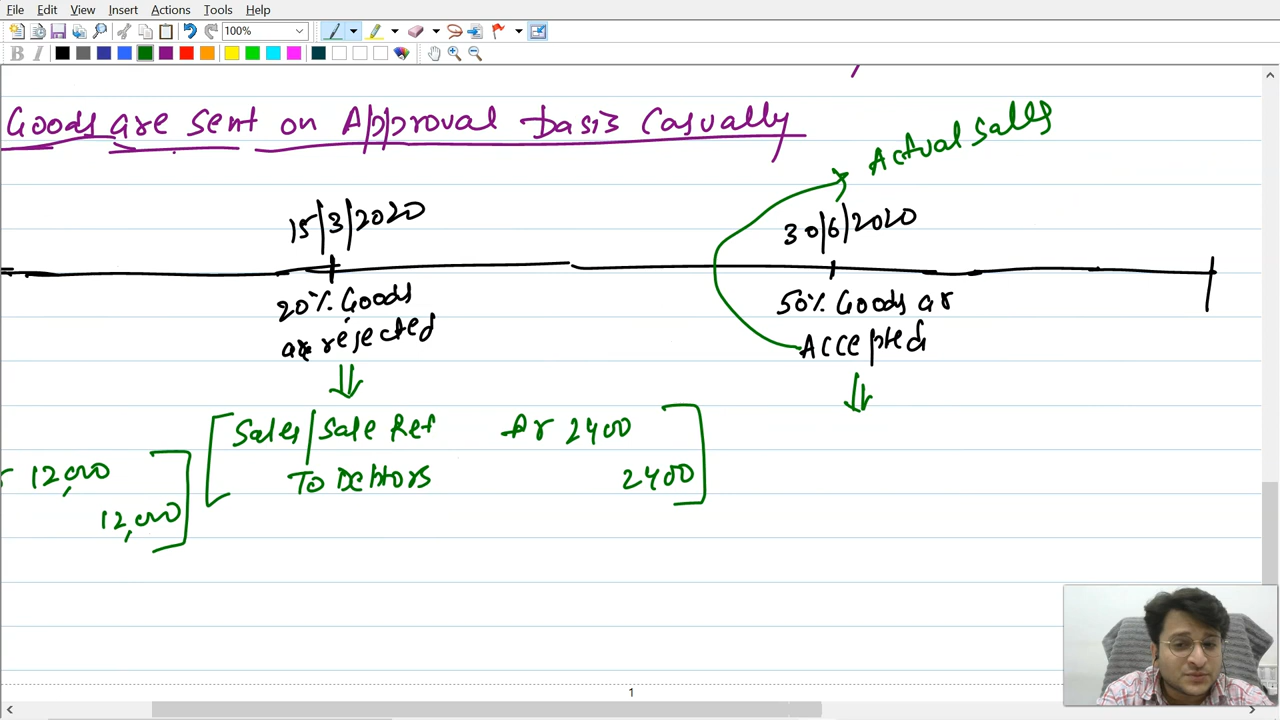 File Edit View Insert Actions Tools Help
100%
B I
Goods are sent on Approval basis Casually
Actual Sales
15/3/2020
30/6/2020
20% Goods
are rejected
50% Goods ar
Accepted
Sales/Sale Ret Dr 2400
To Debtors 2400
r 12,000
12,000
1